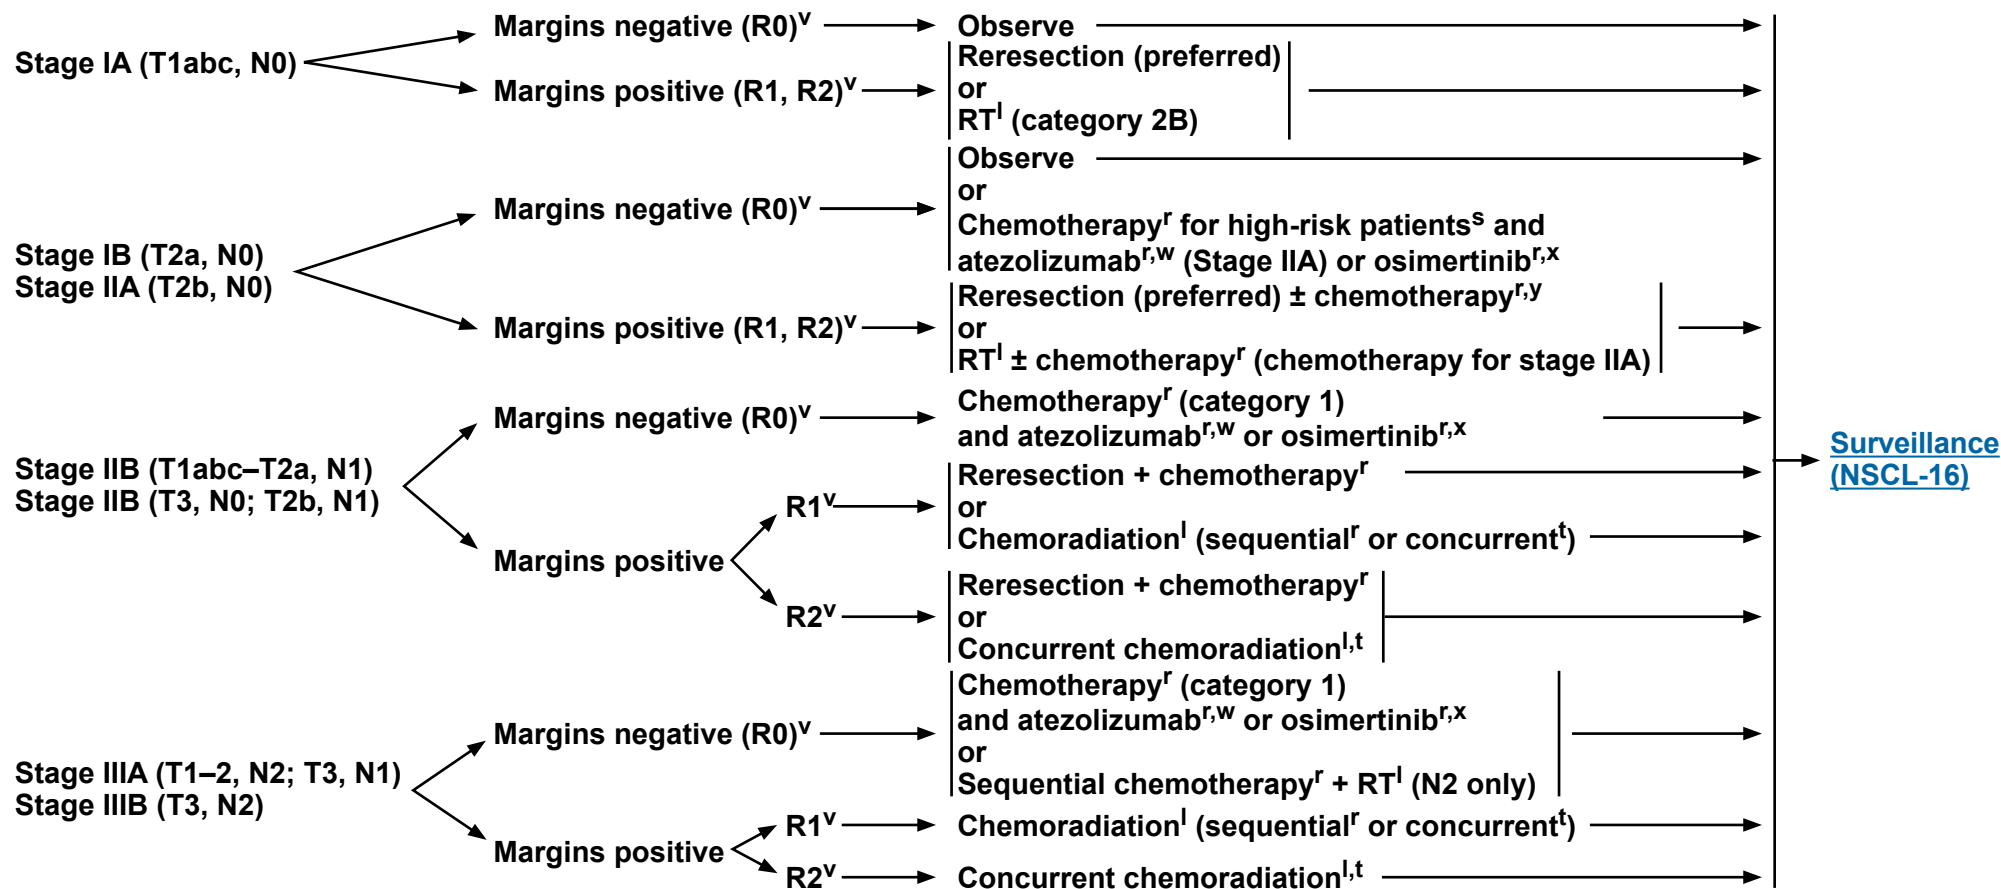 Stage IA (T1abc, N0)
Margins negative (R0)ᵛ
Observe
Margins positive (R1, R2)ᵛ
Reresection (preferred)
or
RTˡ (category 2B)
Stage IB (T2a, N0)
Stage IIA (T2b, N0)
Margins negative (R0)ᵛ
Observe
or
Chemotherapyʳ for high-risk patientsˢ and
atezolizumabʳ,ʷ (Stage IIA) or osimertinibʳ,ˣ
Margins positive (R1, R2)ᵛ
Reresection (preferred) ± chemotherapyʳ,ʸ
or
RTˡ ± chemotherapyʳ (chemotherapy for stage IIA)
Stage IIB (T1abc–T2a, N1)
Stage IIB (T3, N0; T2b, N1)
Margins negative (R0)ᵛ
Chemotherapyʳ (category 1)
and atezolizumabʳ,ʷ or osimertinibʳ,ˣ
Margins positive
R1ᵛ
Reresection + chemotherapyʳ
or
Chemoradiationˡ (sequentialʳ or concurrentᵗ)
R2ᵛ
Reresection + chemotherapyʳ
or
Concurrent chemoradiationˡ,ᵗ
Stage IIIA (T1–2, N2; T3, N1)
Stage IIIB (T3, N2)
Margins negative (R0)ᵛ
Chemotherapyʳ (category 1)
and atezolizumabʳ,ʷ or osimertinibʳ,ˣ
or
Sequential chemotherapyʳ + RTˡ (N2 only)
Margins positive
R1ᵛ
Chemoradiationˡ (sequentialʳ or concurrentᵗ)
R2ᵛ
Concurrent chemoradiationˡ,ᵗ
Surveillance
(NSCL-16)